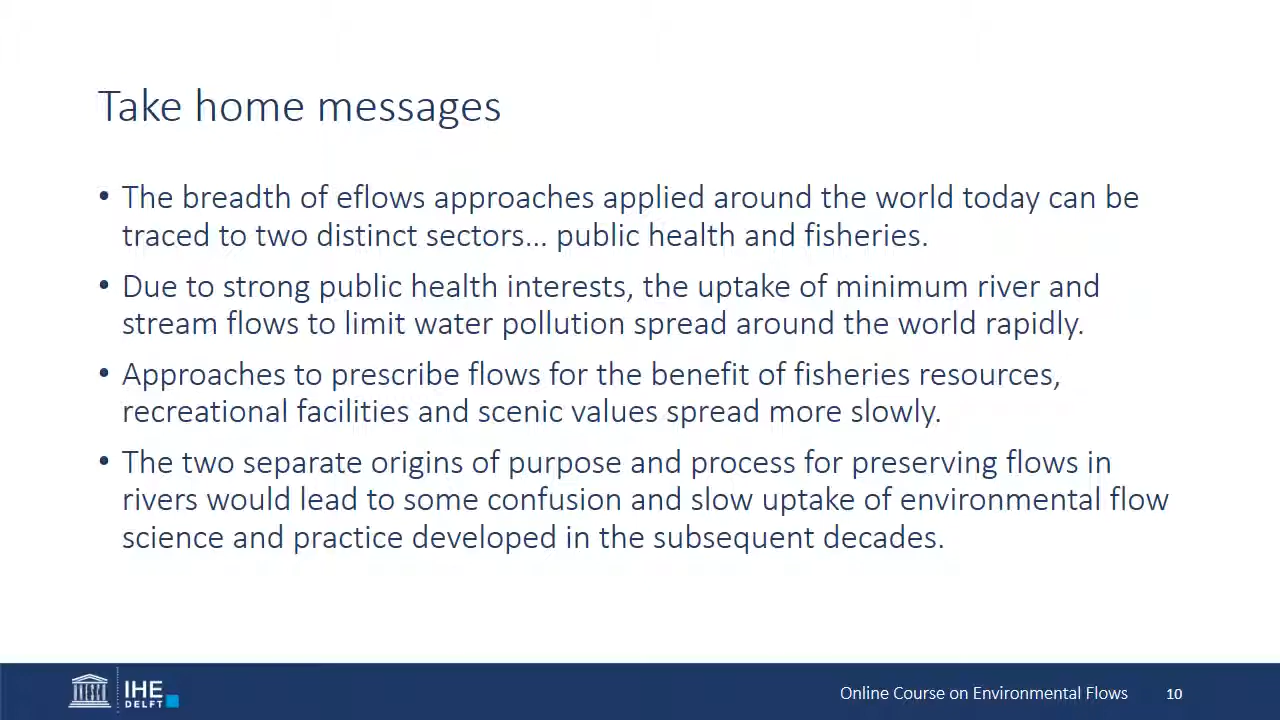 Take home messages
• The breadth of eflows approaches applied around the world today can be
traced to two distinct sectors... public health and fisheries.
• Due to strong public health interests, the uptake of minimum river and
stream flows to limit water pollution spread around the world rapidly.
• Approaches to prescribe flows for the benefit of fisheries resources,
recreational facilities and scenic values spread more slowly.
• The two separate origins of purpose and process for preserving flows in
rivers would lead to some confusion and slow uptake of environmental flow
science and practice developed in the subsequent decades.
UNESCO
IHE
DELFT
Online Course on Environmental Flows
10